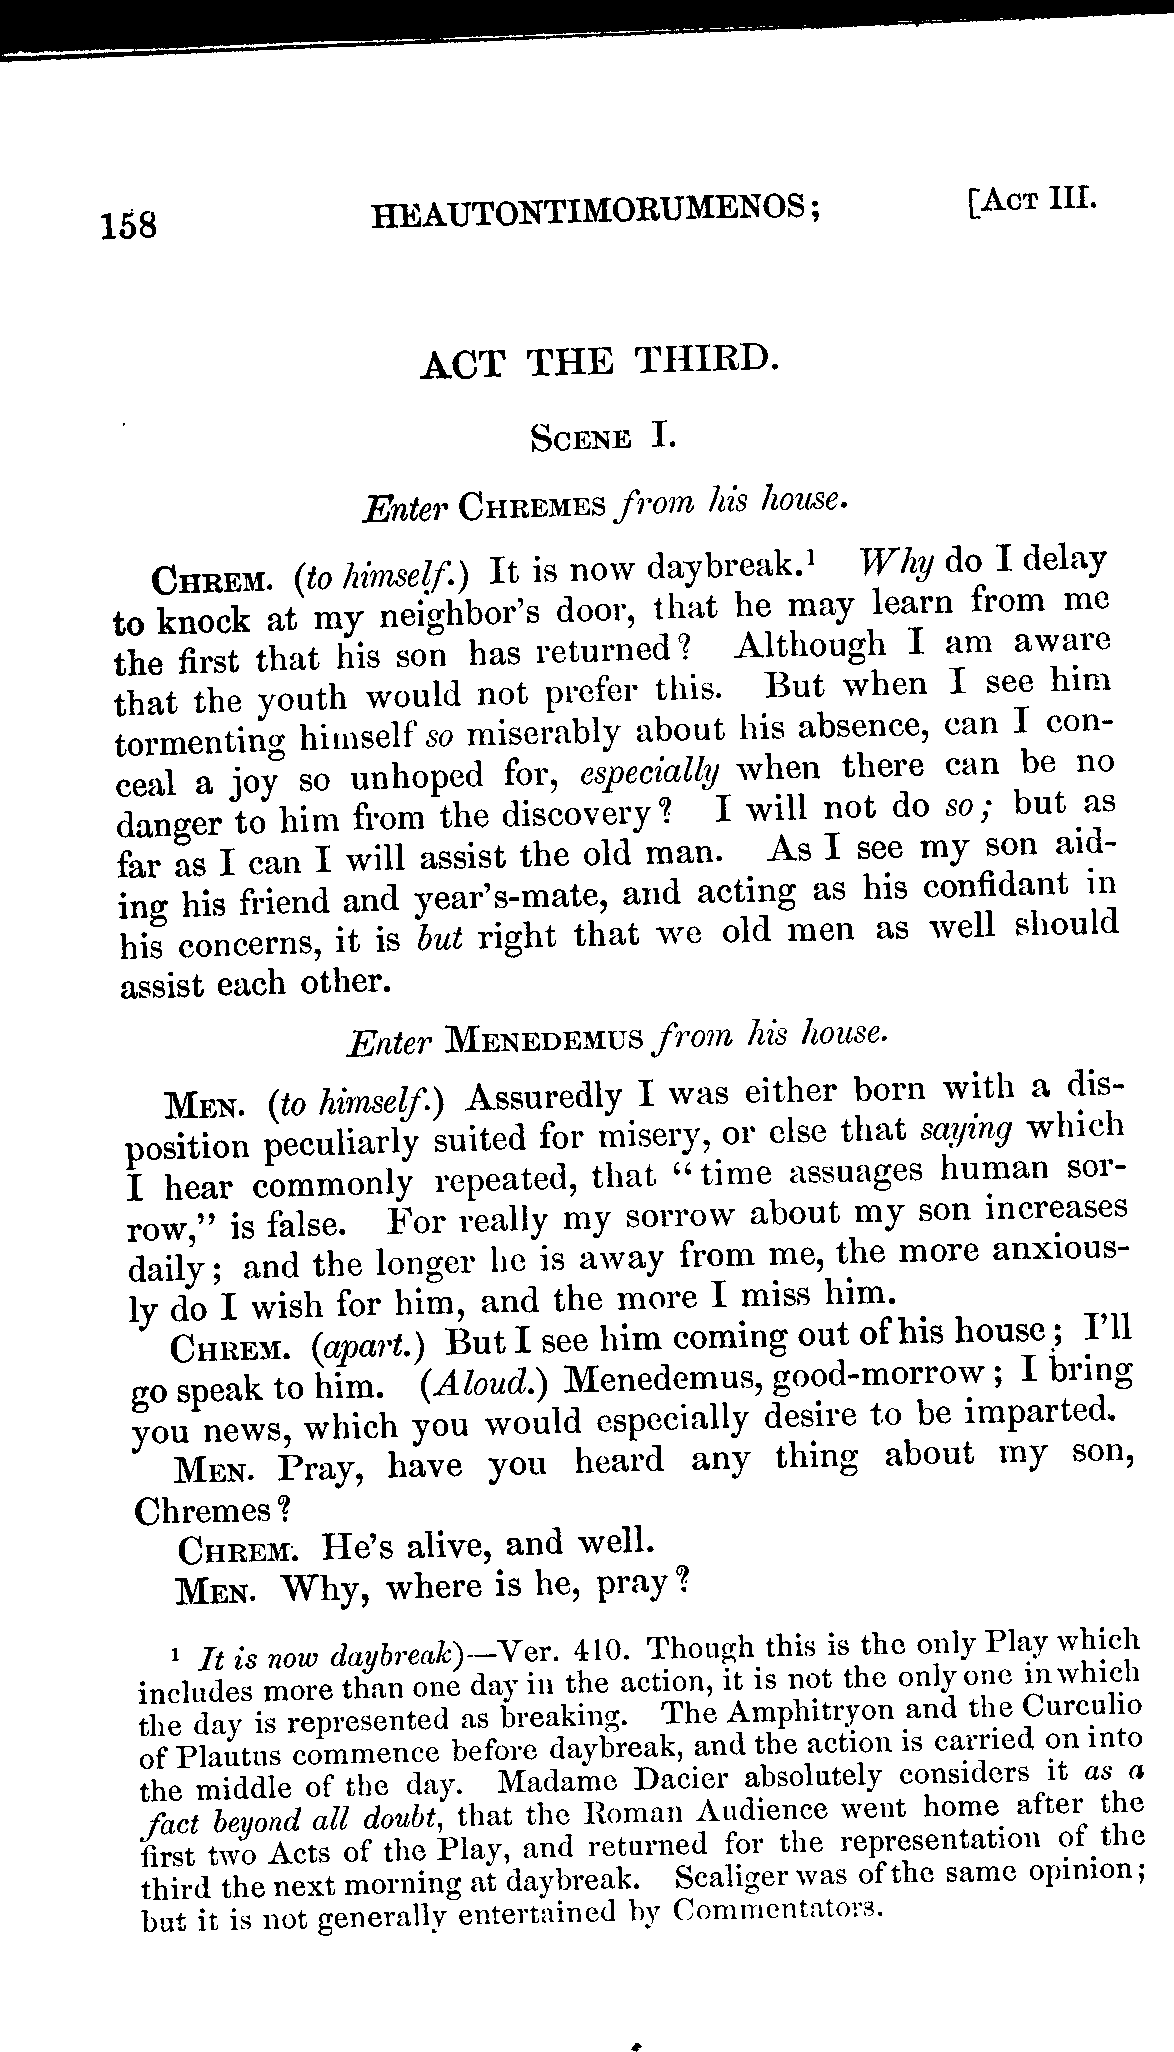 158 HEAUTONTIMORUMENOS; [ACT III.
ACT THE THIRD.
SCENE I.
Enter CHREMES from his house.
CHREM. (to himself.) It is now daybreak.¹ Why do I delay
to knock at my neighbor's door, that he may learn from me
the first that his son has returned? Although I am aware
that the youth would not prefer this. But when I see him
tormenting himself so miserably about his absence, can I con-
ceal a joy so unhoped for, especially when there can be no
danger to him from the discovery? I will not do so; but as
far as I can I will assist the old man. As I see my son aid-
ing his friend and year's-mate, and acting as his confidant in
his concerns, it is but right that we old men as well should
assist each other.
Enter MENEDEMUS from his house.
MEN. (to himself.) Assuredly I was either born with a dis-
position peculiarly suited for misery, or else that saying which
I hear commonly repeated, that "time assuages human sor-
row," is false. For really my sorrow about my son increases
daily; and the longer he is away from me, the more anxious-
ly do I wish for him, and the more I miss him.
CHREM. (apart.) But I see him coming out of his house; I'll
go speak to him. (Aloud.) Menedemus, good-morrow; I bring
you news, which you would especially desire to be imparted.
MEN. Pray, have you heard any thing about my son,
Chremes?
CHREM. He's alive, and well.
MEN. Why, where is he, pray?
¹ It is now daybreak)—Ver. 410. Though this is the only Play which
includes more than one day in the action, it is not the only one in which
the day is represented as breaking. The Amphitryon and the Curculio
of Plautus commence before daybreak, and the action is carried on into
the middle of the day. Madame Dacier absolutely considers it as a
fact beyond all doubt, that the Roman Audience went home after the
first two Acts of the Play, and returned for the representation of the
third the next morning at daybreak. Scaliger was of the same opinion;
but it is not generally entertained by Commentators.